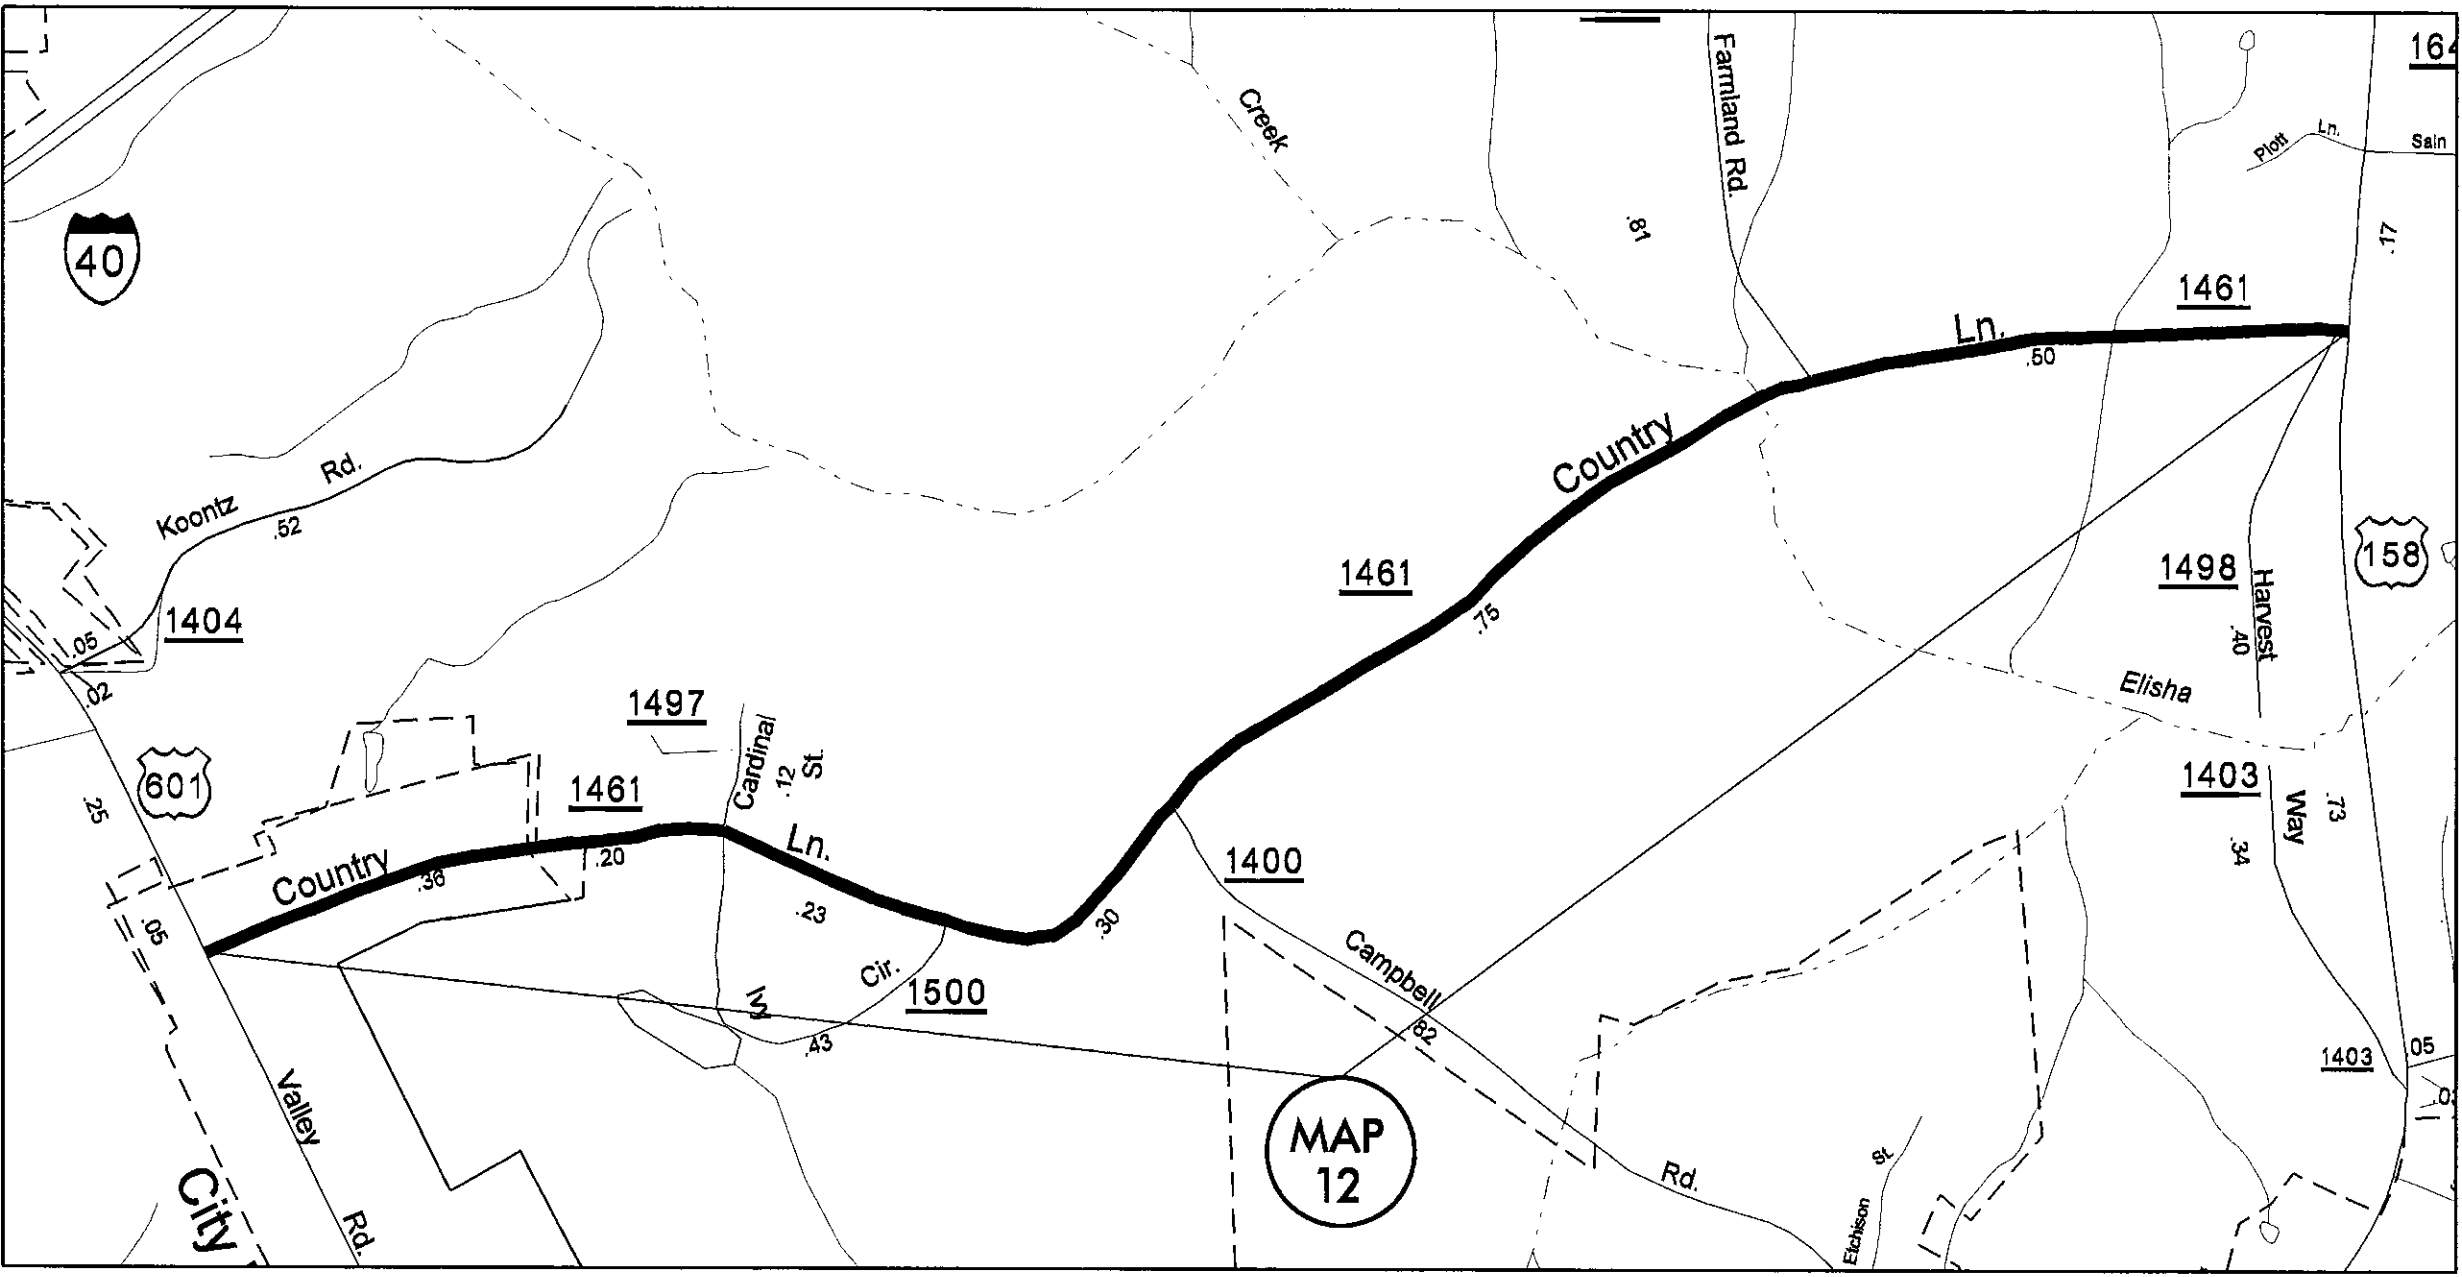 164
Farmland Rd.
Creek
Ln.
Plott
Sain
.81
.17
40
1461
Ln.
.50
Country
Rd.
Koontz
.52
158
1461
1498
Harvest
.75
1404
.40
.05
.02
Elisha
1497
Cardinal
St.
.12
601
1461
1403
.25
Way
.73
Ln.
.34
.20
Country
.36
1400
.23
.30
.05
Campbell
Cir.
1500
Ivy
.82
.43
1403
.05
Valley
MAP
12
St.
Rd.
City
Rd.
Etchison